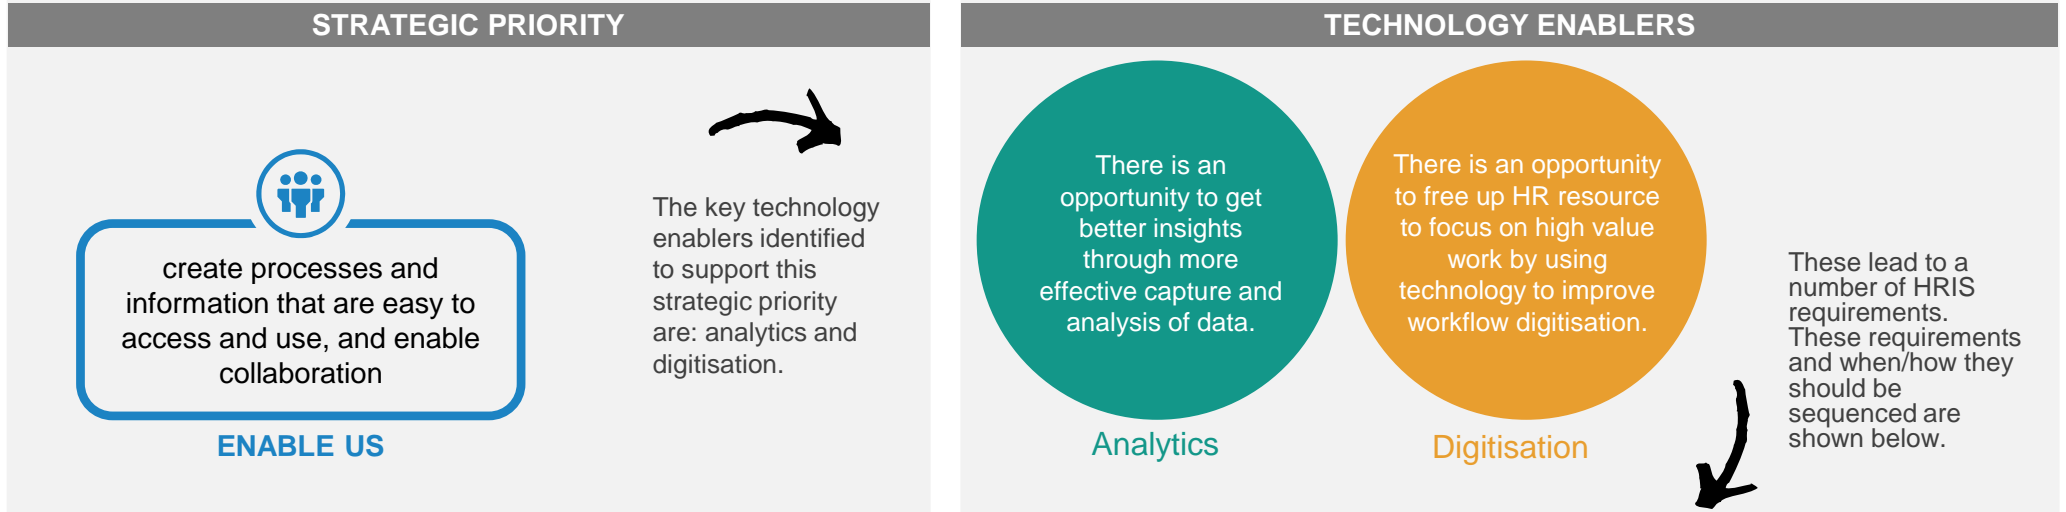 STRATEGIC PRIORITY
create processes and
information that are easy to
access and use, and enable
collaboration
ENABLE US
The key technology
enablers identified
to support this
strategic priority
are: analytics and
digitisation.
TECHNOLOGY ENABLERS
There is an
opportunity to get
better insights
through more
effective capture and
analysis of data.
Analytics
There is an opportunity
to free up HR resource
to focus on high value
work by using
technology to improve
workflow digitisation.
Digitisation
These lead to a
number of HRIS
requirements.
These requirements
and when/how they
should be
sequenced are
shown below.